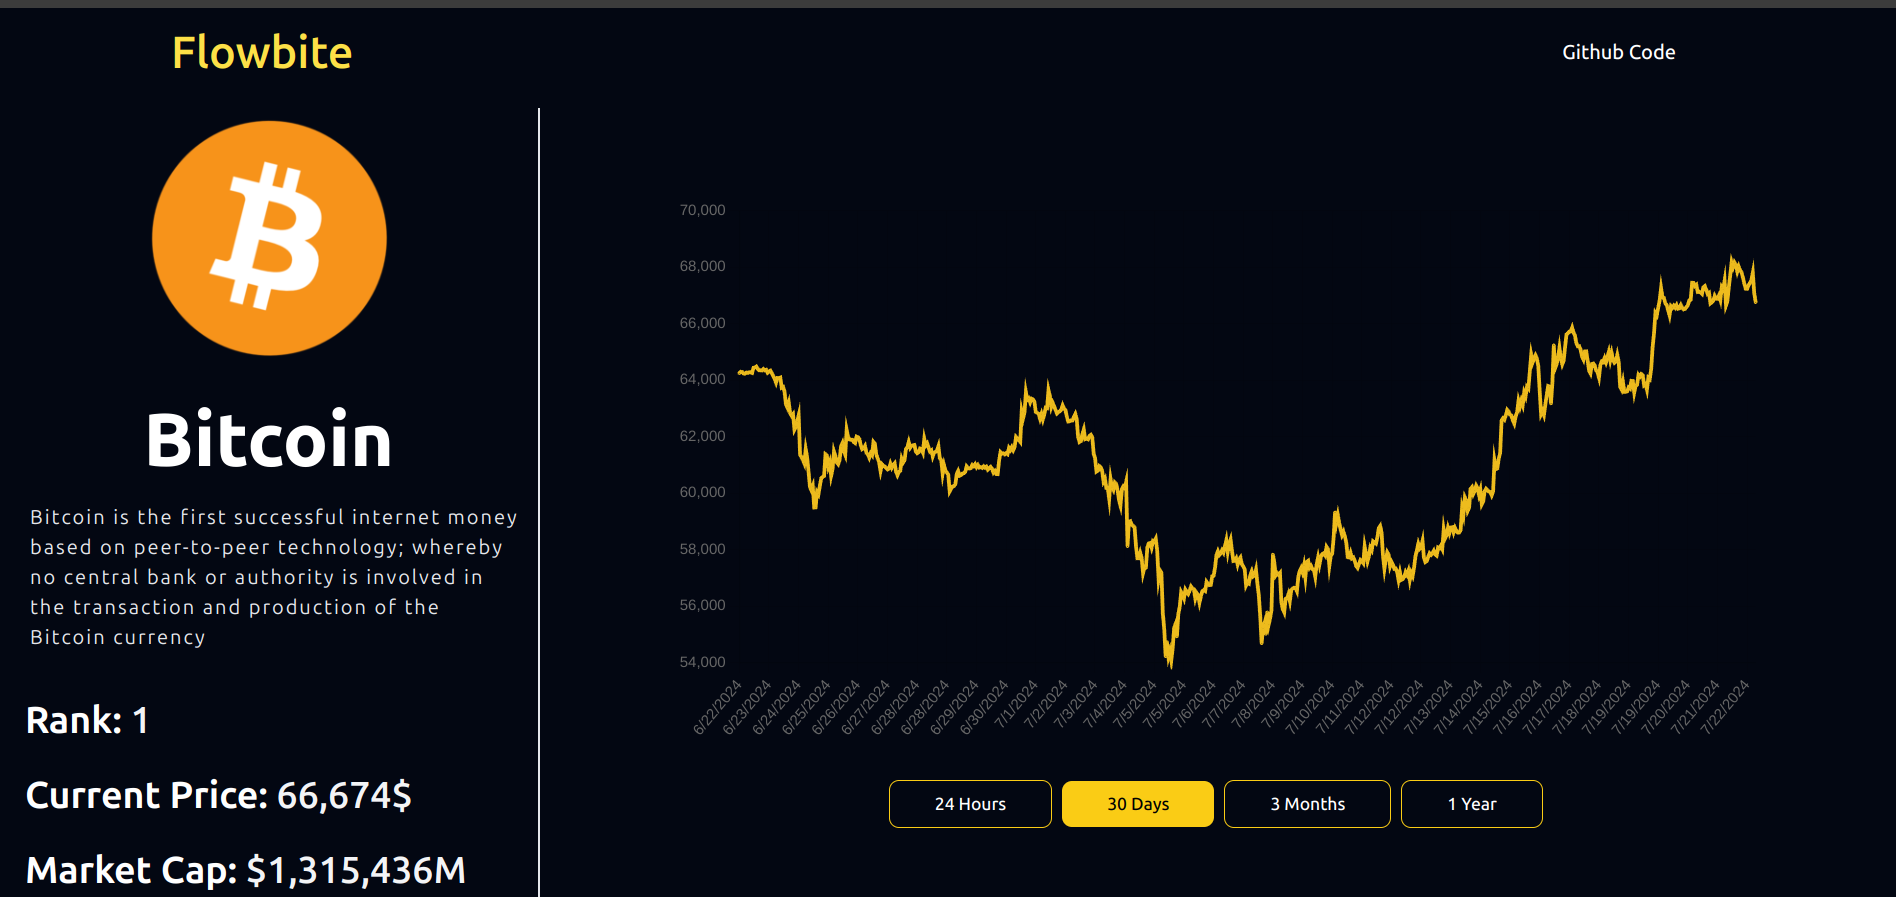 Flowbite
Github Code
Bitcoin
Bitcoin is the first successful internet money
based on peer-to-peer technology; whereby
no central bank or authority is involved in
the transaction and production of the
Bitcoin currency
Rank: 1
Current Price: 66,674$
Market Cap: $1,315,436M
70,000
68,000
66,000
64,000
62,000
60,000
58,000
56,000
54,000
6/22/2024
6/23/2024
6/24/2024
6/25/2024
6/26/2024
6/27/2024
6/28/2024
6/28/2024
6/29/2024
6/30/2024
7/1/2024
7/2/2024
7/3/2024
7/4/2024
7/5/2024
7/5/2024
7/6/2024
7/7/2024
7/8/2024
7/9/2024
7/10/2024
7/11/2024
7/12/2024
7/12/2024
7/13/2024
7/14/2024
7/15/2024
7/16/2024
7/17/2024
7/18/2024
7/19/2024
7/19/2024
7/20/2024
7/21/2024
7/22/2024
24 Hours
30 Days
3 Months
1 Year